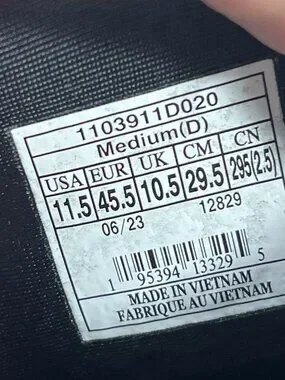 1103911D020
Medium(D)
USA EUR UK CM CN
11.5 45.5 10.5 29.5 295(2.5)
06/23 12829
1 95394 13329 5
MADE IN VIETNAM
FABRIQUE AU VIETNAM